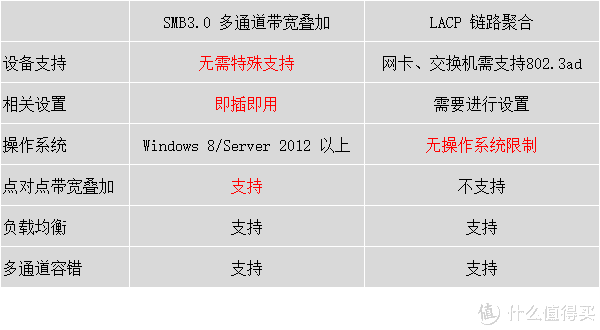 SMB3.0 多通道带宽叠加 LACP 链路聚合
设备支持 无需特殊支持 网卡、交换机需支持802.3ad
相关设置 即插即用 需要进行设置
操作系统 Windows 8/Server 2012 以上 无操作系统限制
点对点带宽叠加 支持 不支持
负载均衡 支持 支持
多通道容错 支持 支持
值 什么值得买